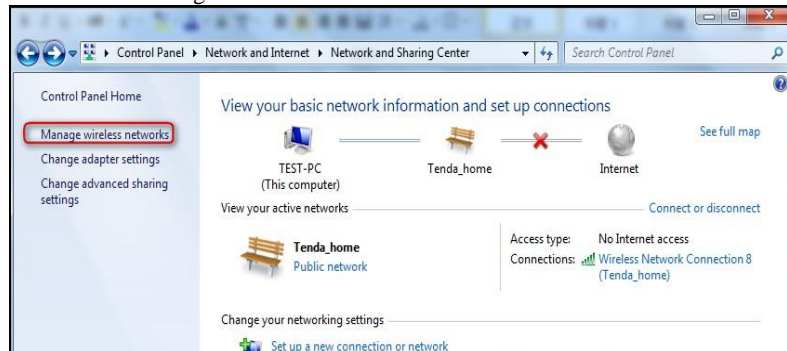 Control Panel ▸ Network and Internet ▸ Network and Sharing Center
Search Control Panel
Control Panel Home
Manage wireless networks
Change adapter settings
Change advanced sharing
settings
View your basic network information and set up connections
See full map
TEST-PC
(This computer)
Tenda_home
Internet
View your active networks
Connect or disconnect
Tenda_home
Public network
Access type: No Internet access
Connections: Wireless Network Connection 8
(Tenda_home)
Change your networking settings
Set up a new connection or network